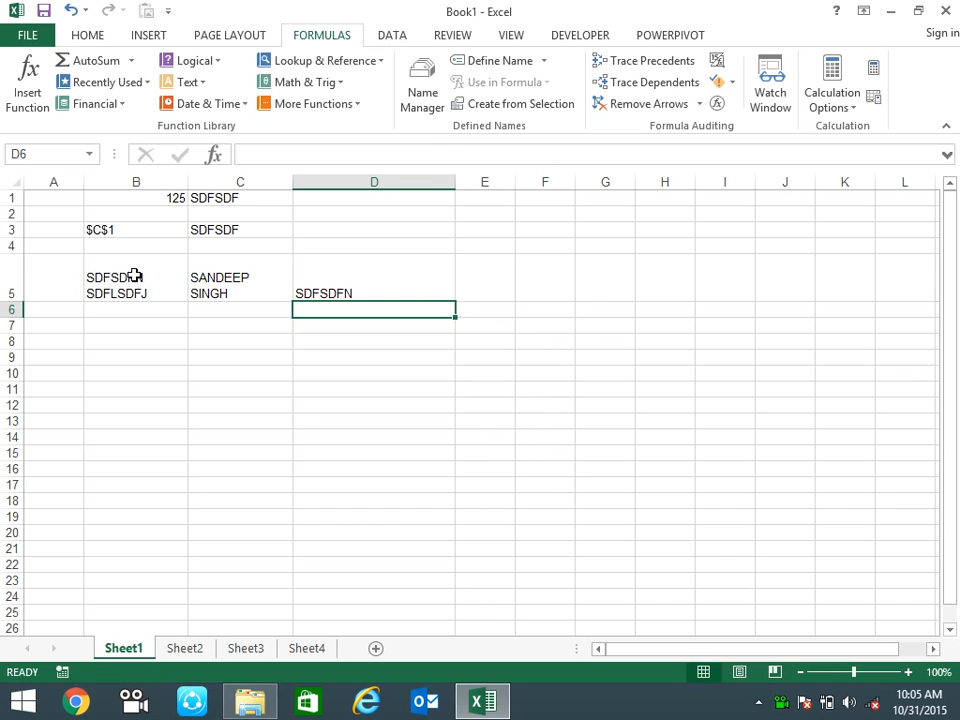 Book1 - Excel
?
FILE HOME INSERT PAGE LAYOUT FORMULAS DATA REVIEW VIEW DEVELOPER POWERPIVOT Sign in
AutoSum Logical Lookup & Reference Define Name Trace Precedents
Recently Used Text Math & Trig Use in Formula Trace Dependents
Financial Date & Time More Functions Create from Selection Remove Arrows
Insert Function
Name Manager
Watch Window
Calculation Options
Function Library Defined Names Formula Auditing Calculation
D6 fx
A B C D E F G H I J K L
1 125 SDFSDF
2
3 $C$1 SDFSDF
4
SANDEEP
5 SDFLSDFJ SINGH SDFSDFN
6
7
8
9
10
11
12
13
14
15
16
17
18
19
20
21
22
23
24
25
26
Sheet1 Sheet2 Sheet3 Sheet4
READY 100%
10:05 AM
10/31/2015